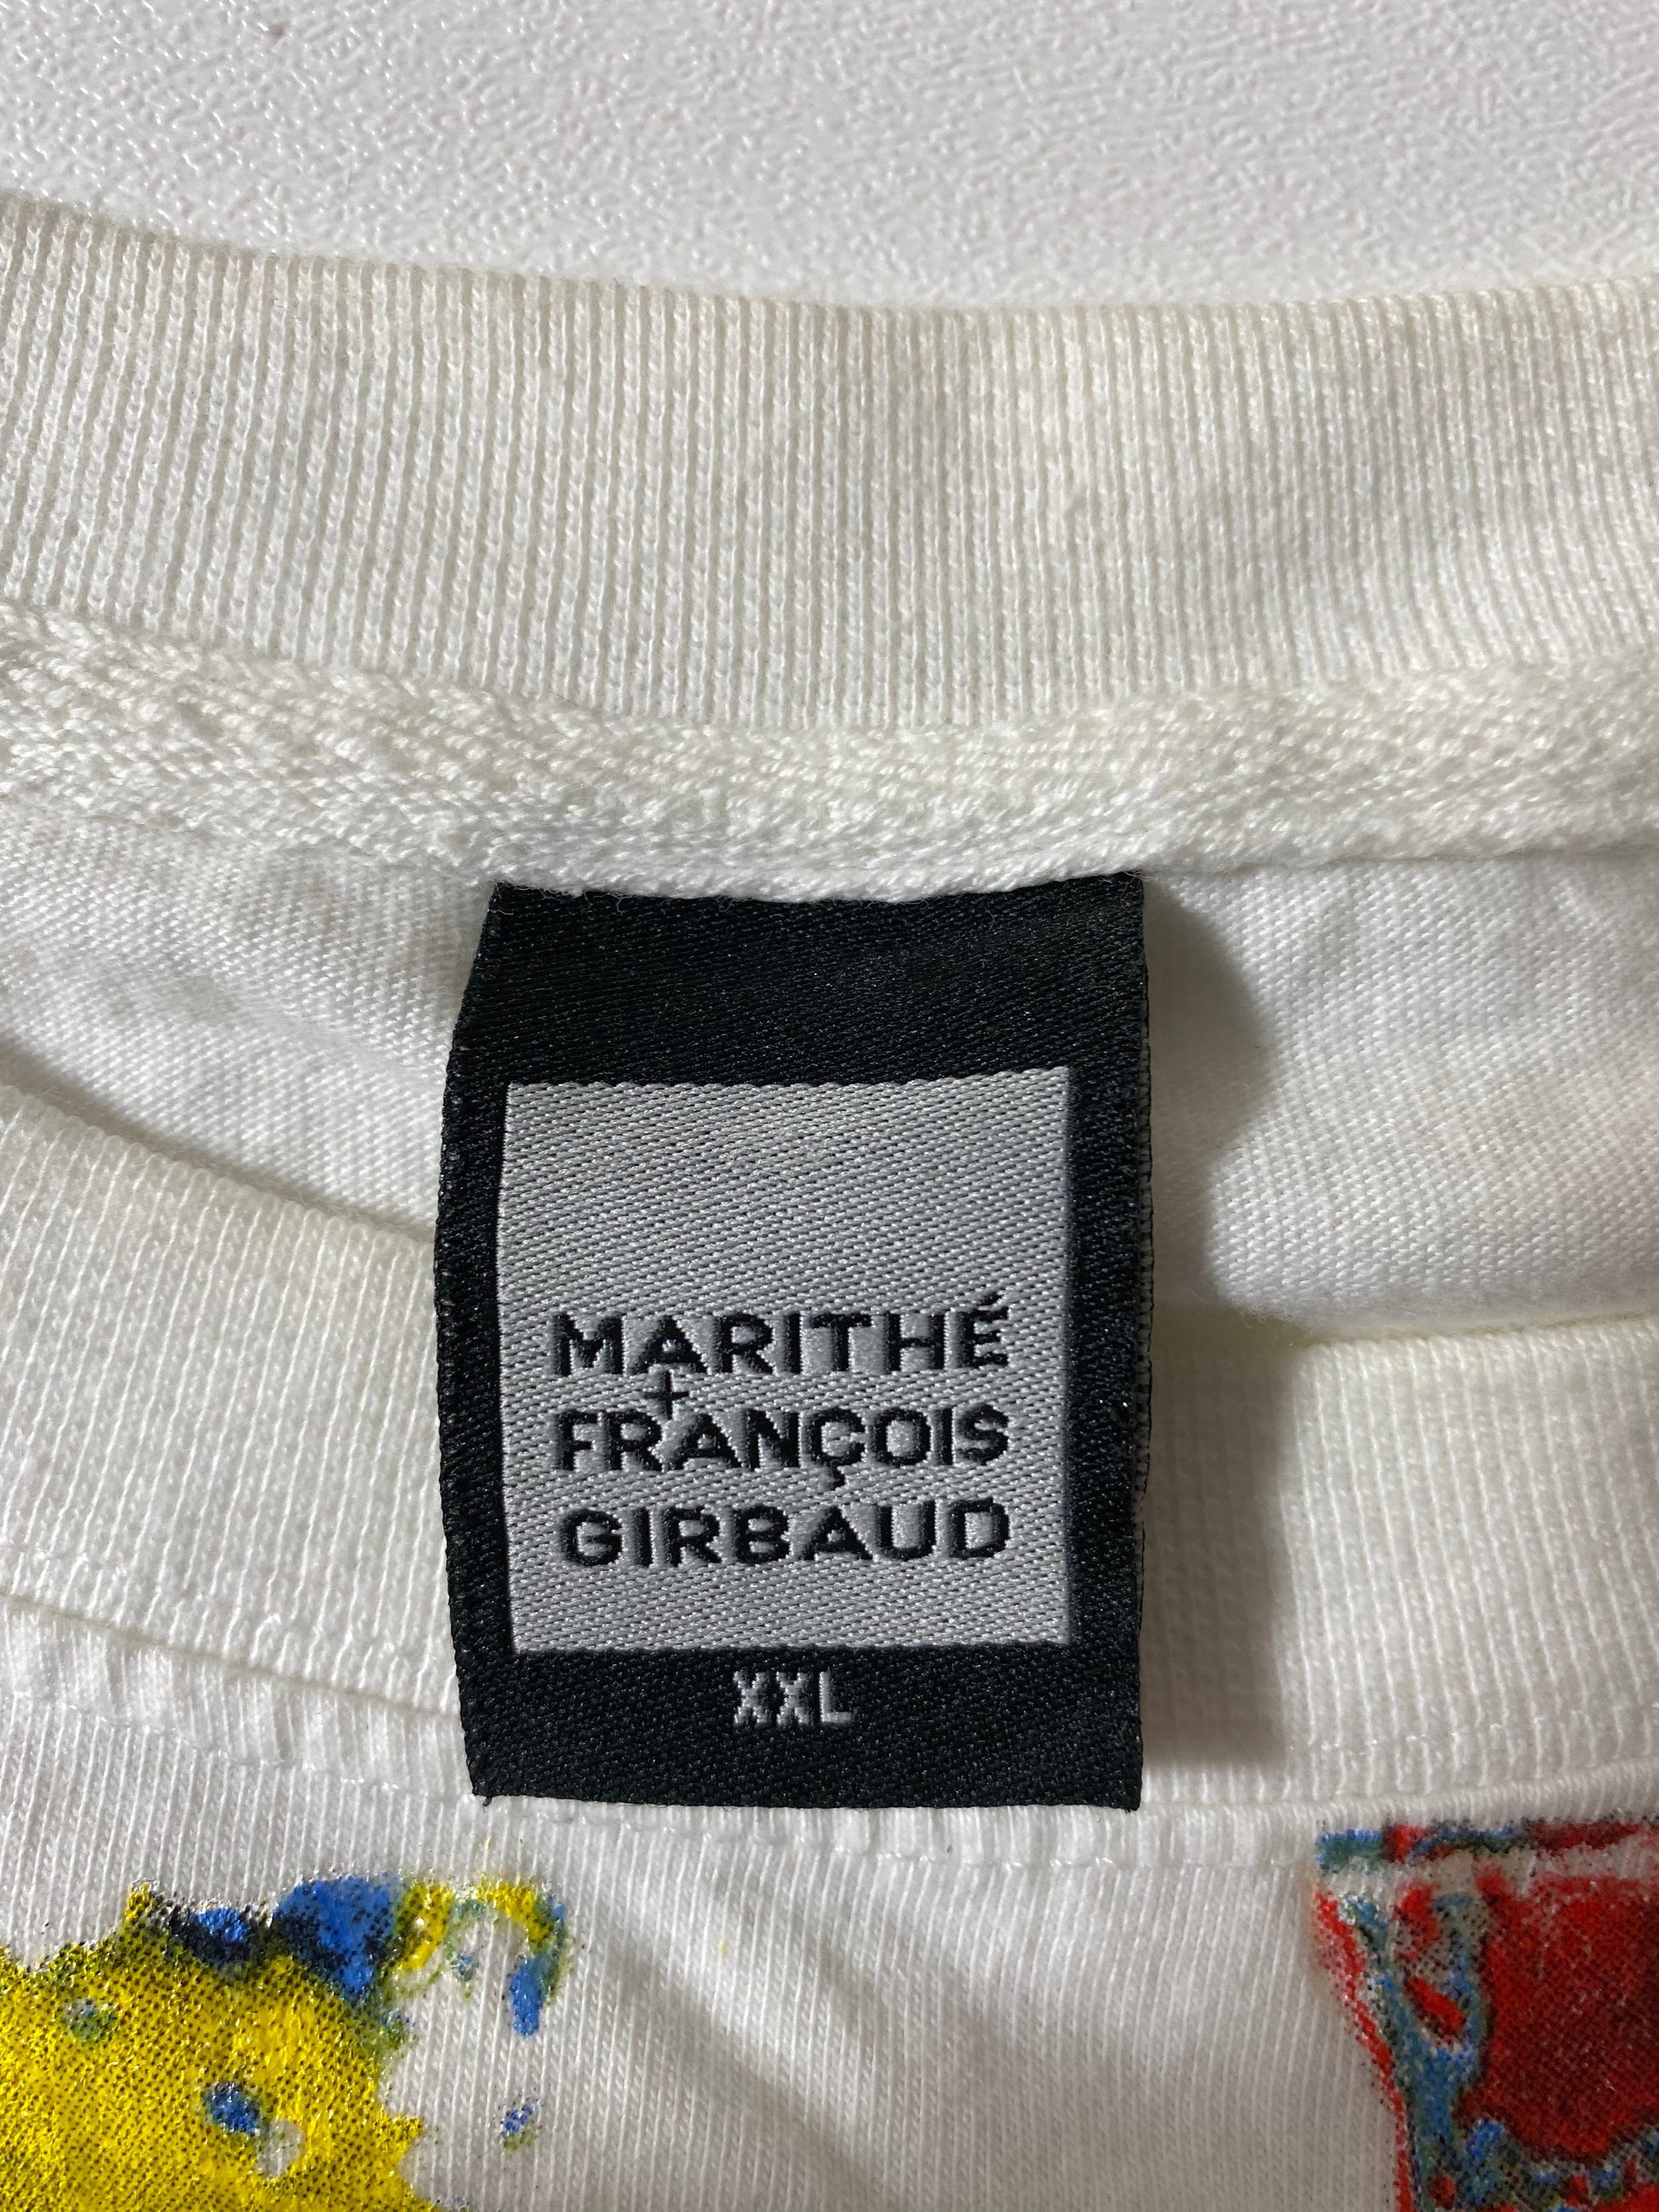 MARITHÉ
+
FRANÇOIS
GIRBAUD
XXL